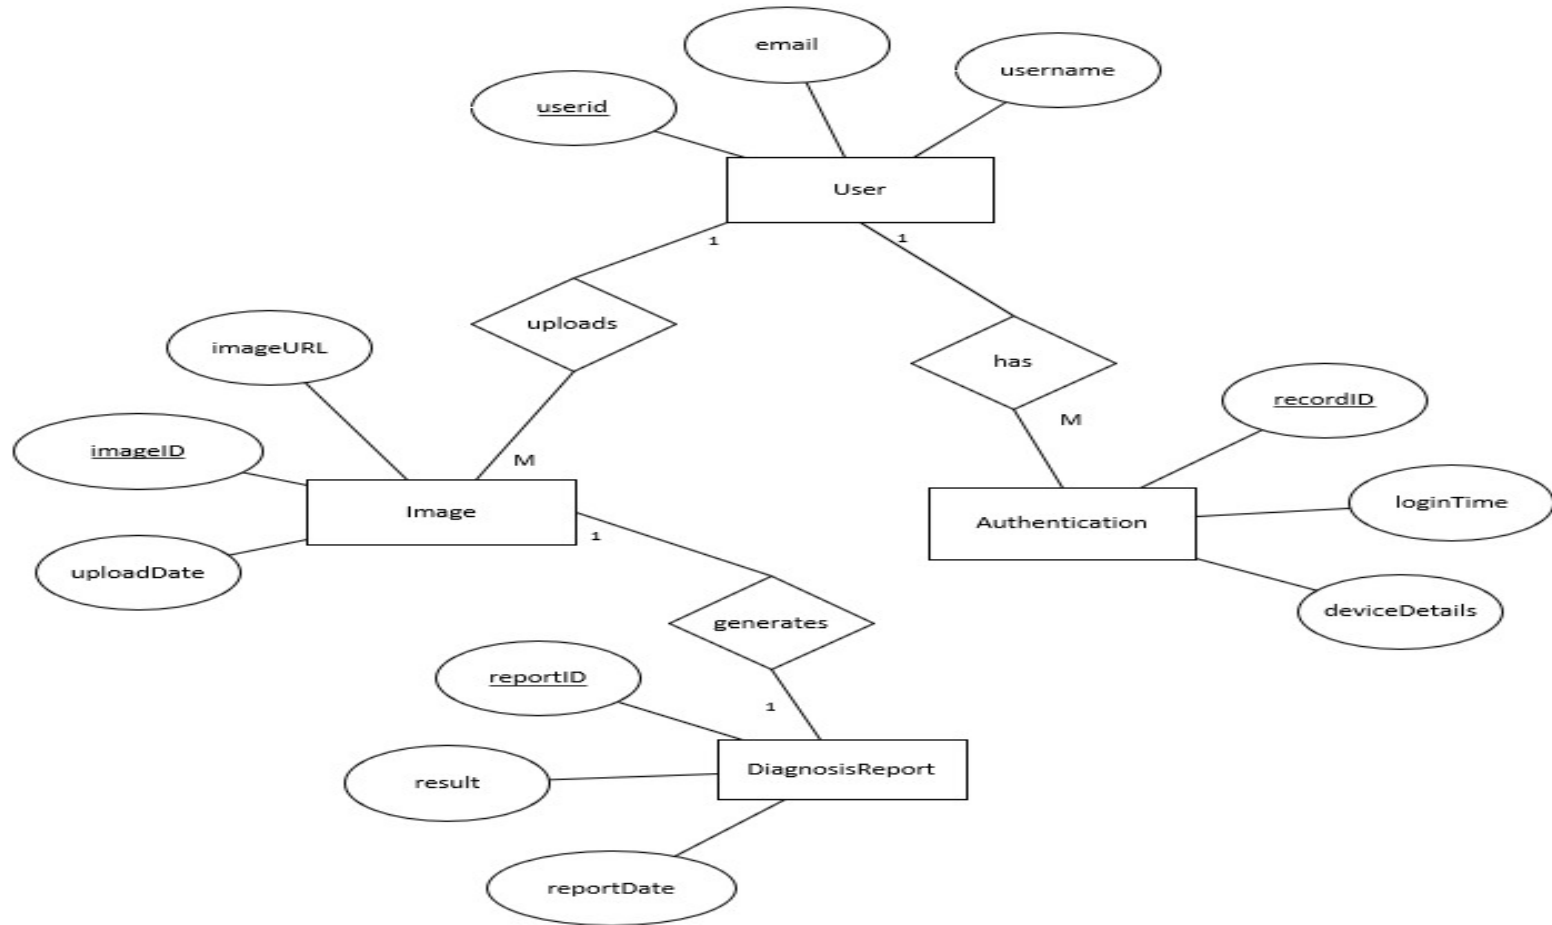 email
username
userid
User
1
1
uploads
imageURL
has
recordID
M
imageID
M
loginTime
Image
Authentication
1
uploadDate
deviceDetails
generates
reportID
1
DiagnosisReport
result
reportDate